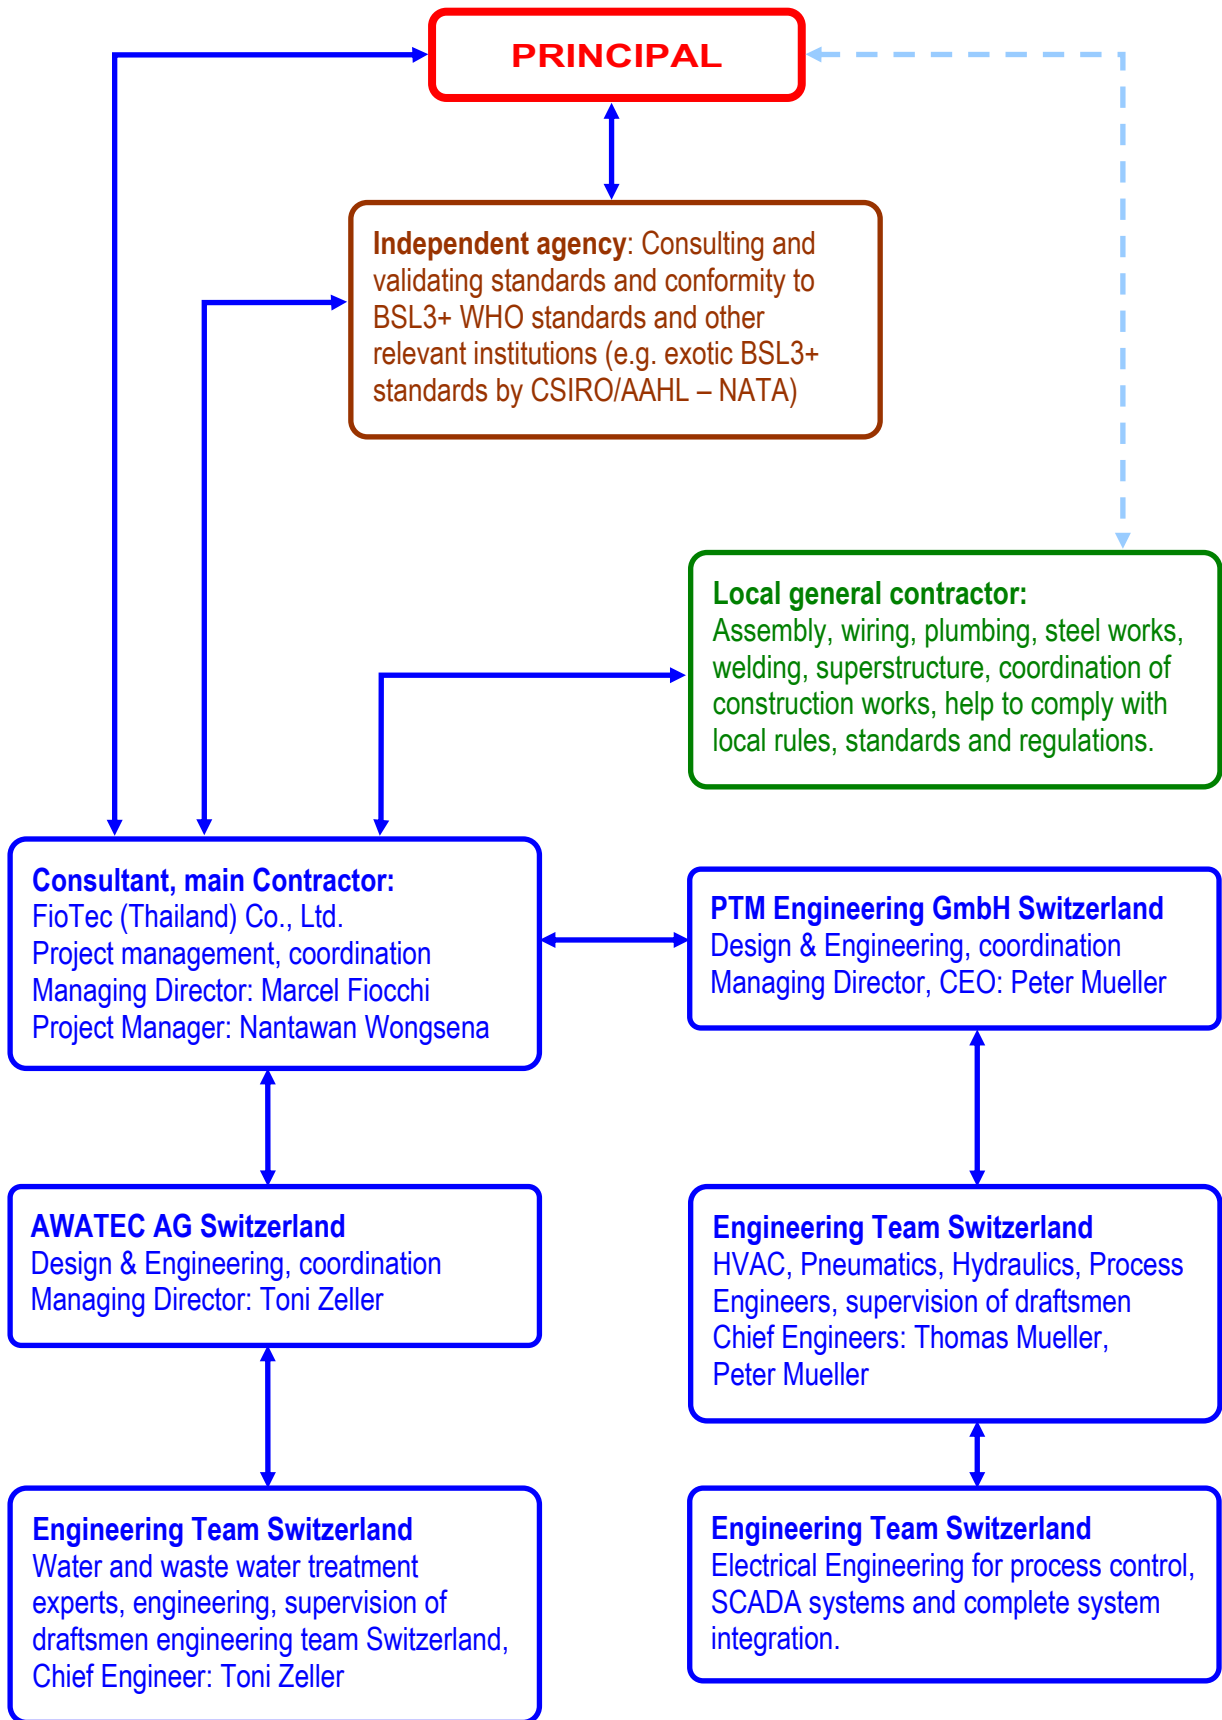 PRINCIPAL
Independent agency: Consulting and
validating standards and conformity to
BSL3+ WHO standards and other
relevant institutions (e.g. exotic BSL3+
standards by CSIRO/AAHL – NATA)
Local general contractor:
Assembly, wiring, plumbing, steel works,
welding, superstructure, coordination of
construction works, help to comply with
local rules, standards and regulations.
Consultant, main Contractor:
FioTec (Thailand) Co., Ltd.
Project management, coordination
Managing Director: Marcel Fiocchi
Project Manager: Nantawan Wongsena
PTM Engineering GmbH Switzerland
Design & Engineering, coordination
Managing Director, CEO: Peter Mueller
AWATEC AG Switzerland
Design & Engineering, coordination
Managing Director: Toni Zeller
Engineering Team Switzerland
HVAC, Pneumatics, Hydraulics, Process
Engineers, supervision of draftsmen
Chief Engineers: Thomas Mueller,
Peter Mueller
Engineering Team Switzerland
Water and waste water treatment
experts, engineering, supervision of
draftsmen engineering team Switzerland,
Chief Engineer: Toni Zeller
Engineering Team Switzerland
Electrical Engineering for process control,
SCADA systems and complete system
integration.